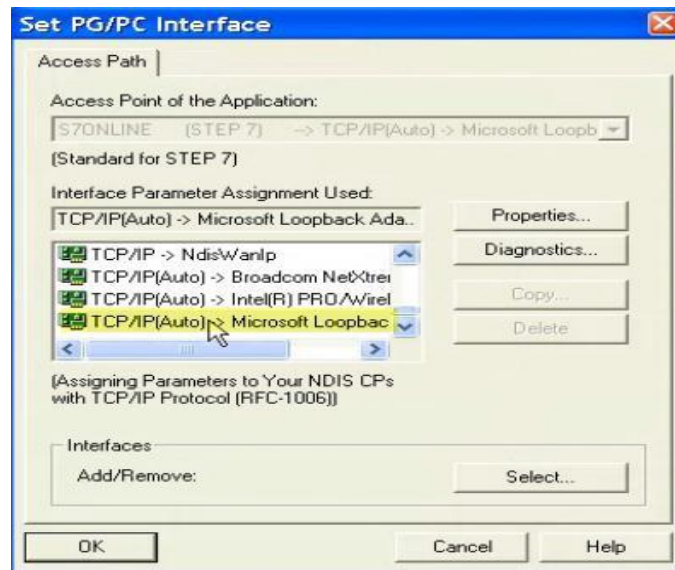 Set PG/PC Interface
Access Path
Access Point of the Application:
S7ONLINE (STEP 7) --> TCP/IP(Auto) -> Microsoft Loopb
(Standard for STEP 7)
Interface Parameter Assignment Used:
TCP/IP(Auto) -> Microsoft Loopback Ada..
Properties...
TCP/IP -> NdisWanIp
Diagnostics...
TCP/IP(Auto) -> Broadcom NetXtrer
TCP/IP(Auto) -> Intel(R) PRO/Wirel
Copy...
TCP/IP(Auto) -> Microsoft Loopbac
Delete
(Assigning Parameters to Your NDIS CPs
with TCP/IP Protocol (RFC-1006))
Interfaces
Add/Remove:
Select...
OK
Cancel
Help